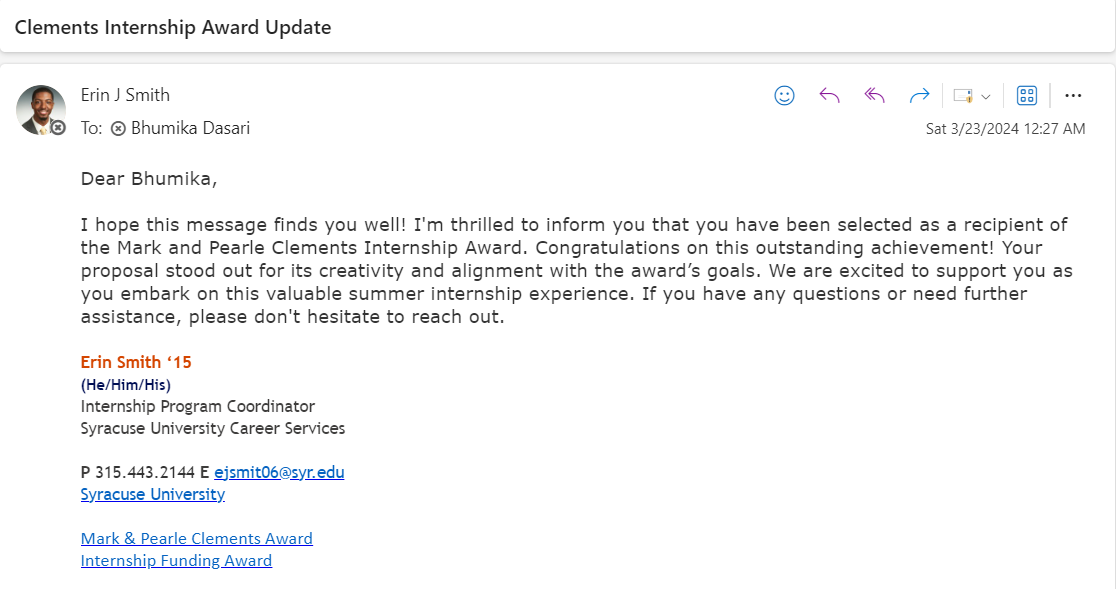 Clements Internship Award Update
Erin J Smith
To: Bhumika Dasari
Sat 3/23/2024 12:27 AM
Dear Bhumika,
I hope this message finds you well! I'm thrilled to inform you that you have been selected as a recipient of
the Mark and Pearle Clements Internship Award. Congratulations on this outstanding achievement! Your
proposal stood out for its creativity and alignment with the award’s goals. We are excited to support you as
you embark on this valuable summer internship experience. If you have any questions or need further
assistance, please don't hesitate to reach out.
Erin Smith ‘15
(He/Him/His)
Internship Program Coordinator
Syracuse University Career Services
P 315.443.2144 E ejsmit06@syr.edu
Syracuse University
Mark & Pearle Clements Award
Internship Funding Award